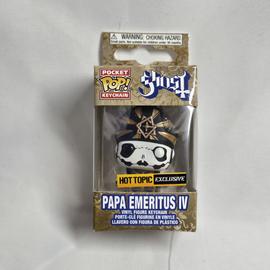 WARNING: CHOKING HAZARD.
POCKET
POP!
KEYCHAIN
Ghost
HOT TOPIC EXCLUSIVE
PAPA EMERITUS IV
VINYL FIGURE KEYCHAIN
PORTE-CLÉ FIGURINE EN VINYLE
LLAVERO CON FIGURA DE PLÁSTICO